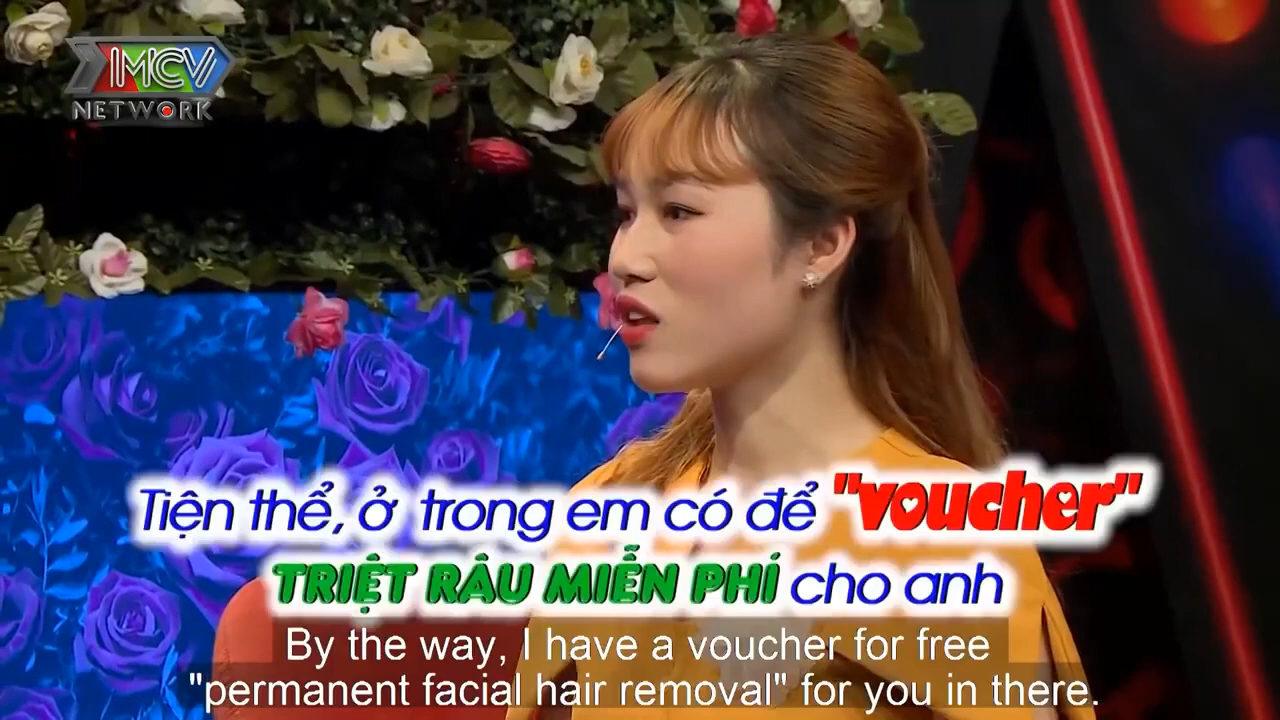 MCV
NETWORK
Tiện thể, ở trong em có để "voucher"
TRIỆT RÂU MIỄN PHÍ cho anh
By the way, I have a voucher for free
"permanent facial hair removal" for you in there.